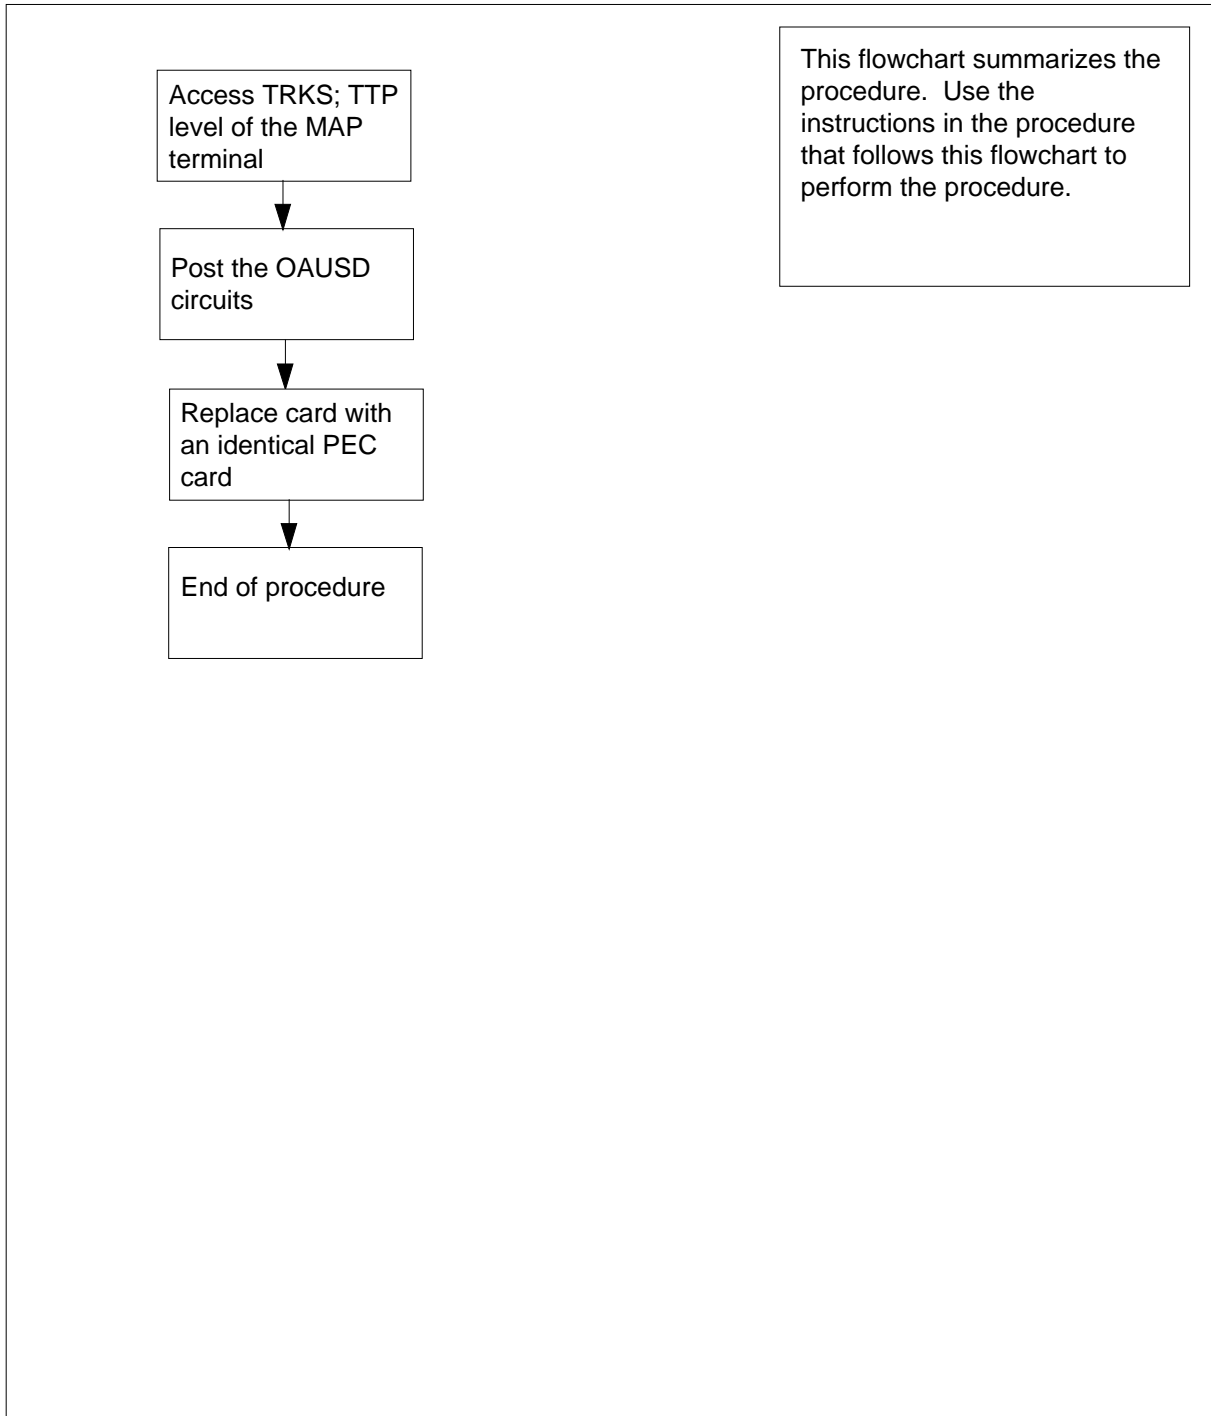 Access TRKS; TTP
level of the MAP
terminal
Post the OAUSD
circuits
Replace card with
an identical PEC
card
End of procedure
This flowchart summarizes the
procedure.  Use the
instructions in the procedure
that follows this flowchart to
perform the procedure.